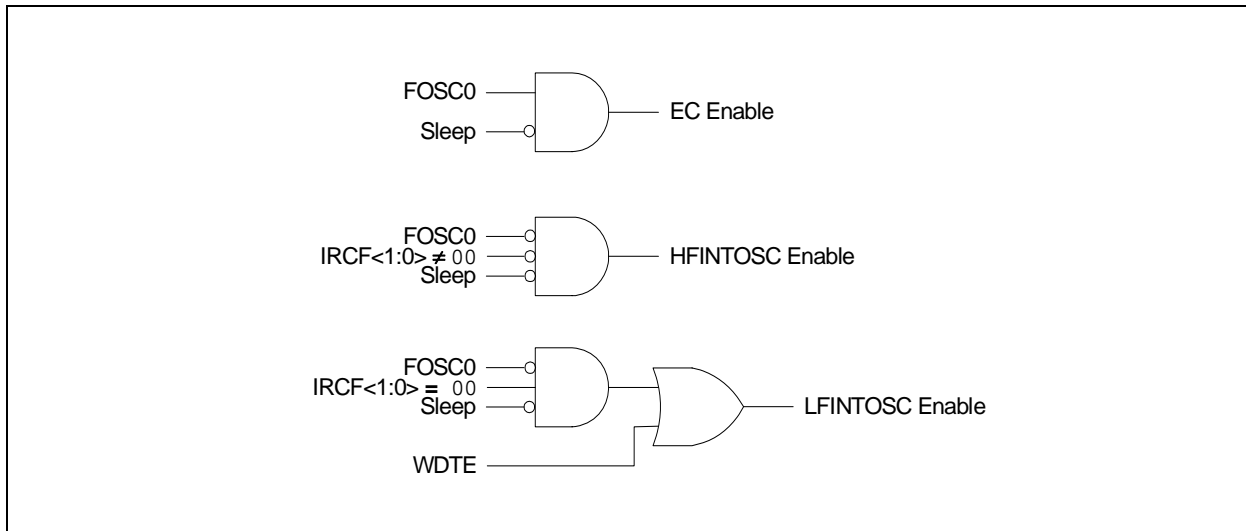 FOSC0
Sleep
EC Enable
FOSC0
IRCF<1:0> ≠ 00
Sleep
HFINTOSC Enable
FOSC0
IRCF<1:0> = 00
Sleep
LFINTOSC Enable
WDTE